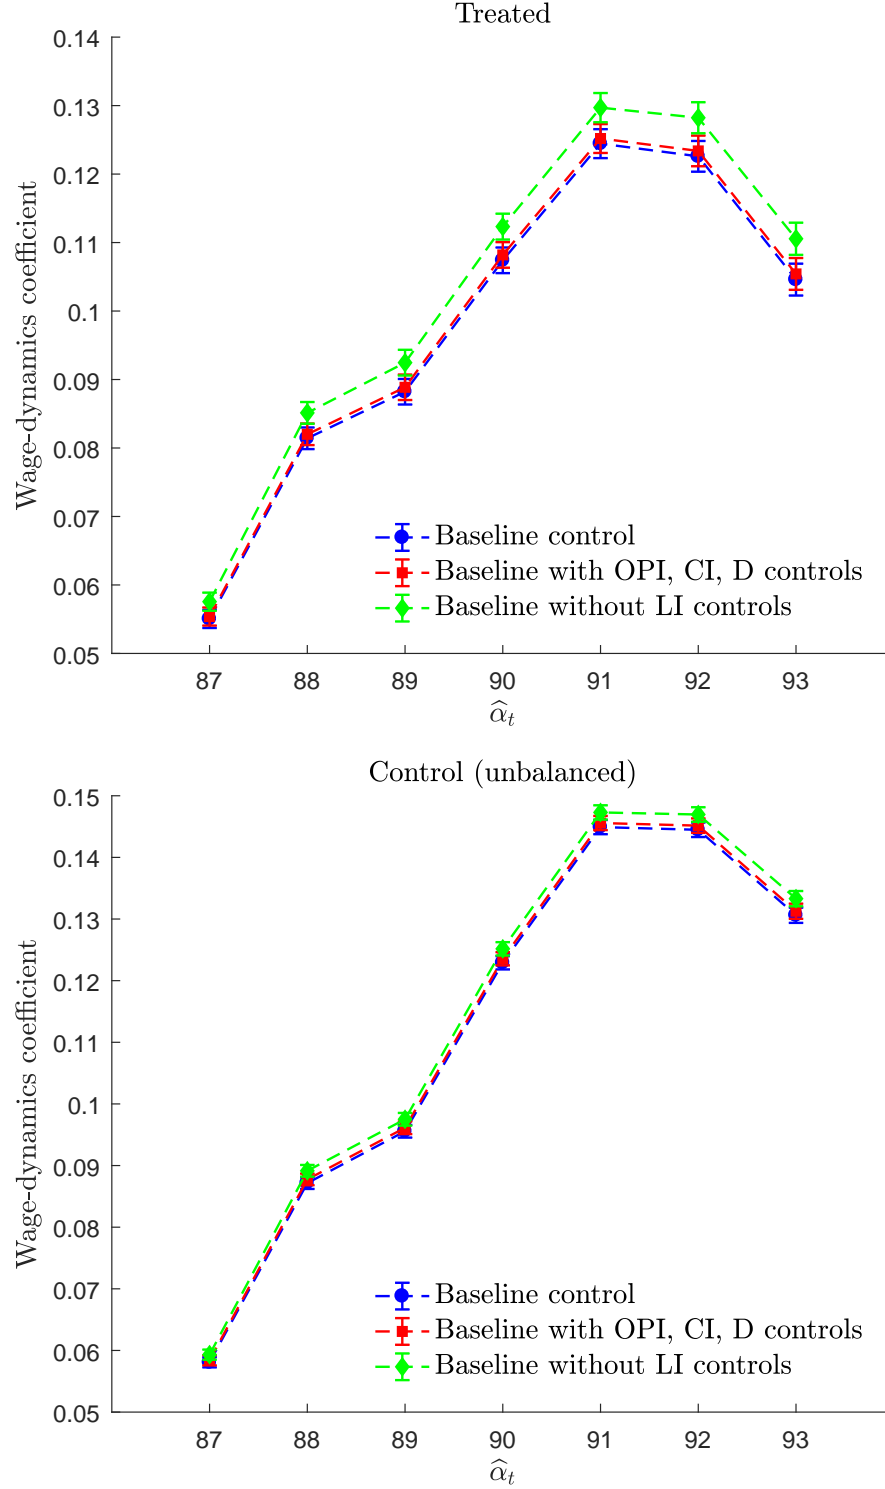 Treated
0.14
0.13
0.12
0.11
0.1
0.09
0.08
0.07
0.06
0.05
Wage-dynamics coefficient
Baseline control
Baseline with OPI, CI, D controls
Baseline without LI controls
87 88 89 90 91 92 93
α̂t
Control (unbalanced)
0.15
0.14
0.13
0.12
0.11
0.1
0.09
0.08
0.07
0.06
0.05
Wage-dynamics coefficient
Baseline control
Baseline with OPI, CI, D controls
Baseline without LI controls
87 88 89 90 91 92 93
α̂t